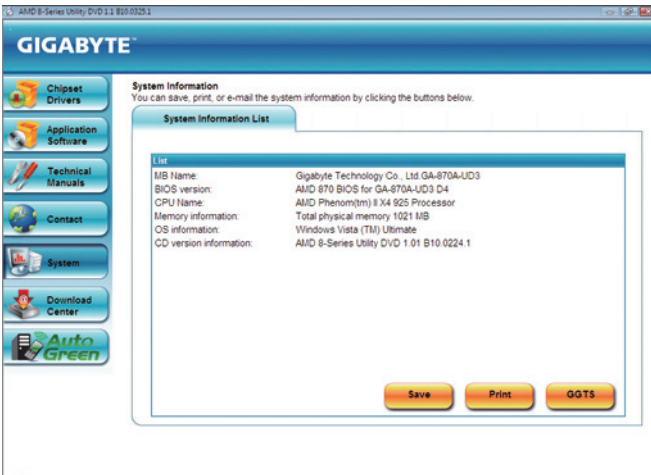 AMD 8-Series Utility DVD 1.1 B10.0325.1
GIGABYTE™
Chipset
Drivers
Application
Software
Technical
Manuals
Contact
System
Download
Center
Auto
Green
System Information
You can save, print, or e-mail the system information by clicking the buttons below.
System Information List
List
MB Name: Gigabyte Technology Co., Ltd.GA-870A-UD3
BIOS version: AMD 870 BIOS for GA-870A-UD3 D4
CPU Name: AMD Phenom(tm) II X4 925 Processor
Memory information: Total physical memory 1021 MB
OS information: Windows Vista (TM) Ultimate
CD version information: AMD 8-Series Utility DVD 1.01 B10.0224.1
Save
Print
GGTS